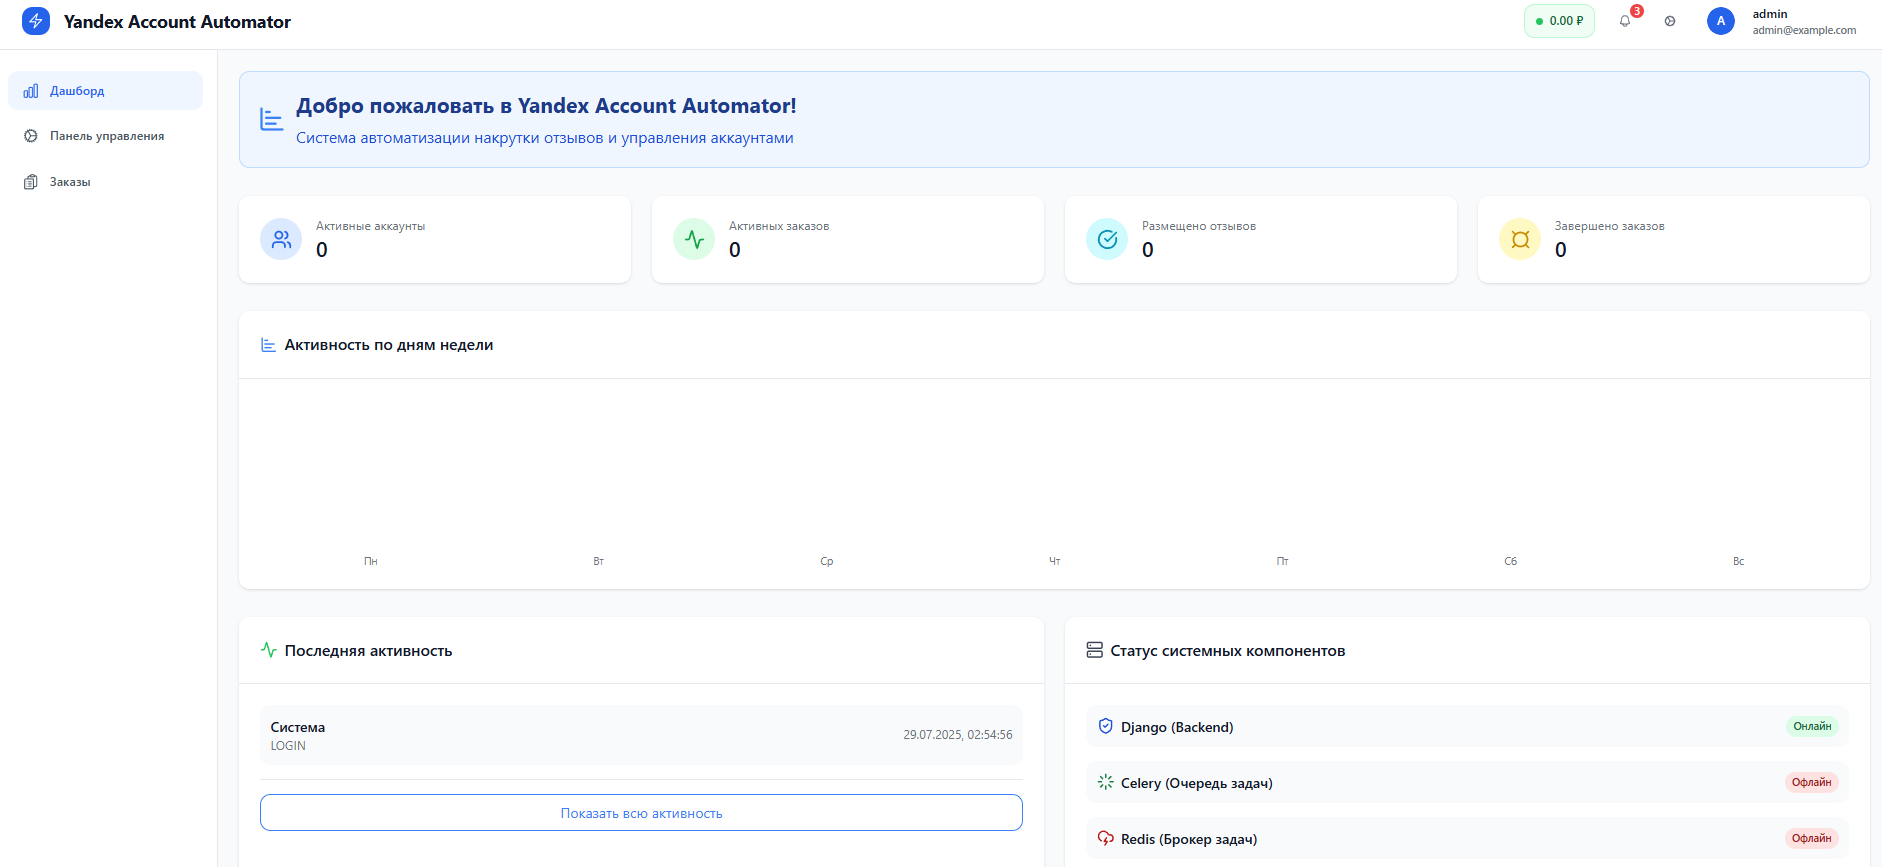 Yandex Account Automator
0.00 ₽
3
A
admin
admin@example.com
Дашборд
Панель управления
Заказы
Добро пожаловать в Yandex Account Automator!
Система автоматизации накрутки отзывов и управления аккаунтами
Активные аккаунты
0
Активных заказов
0
Размещено отзывов
0
Завершено заказов
0
Активность по дням недели
Пн Вт Ср Чт Пт Сб Вс
Последняя активность
Система
LOGIN
29.07.2025, 02:54:56
Показать всю активность
Статус системных компонентов
Django (Backend)
Онлайн
Celery (Очередь задач)
Офлайн
Redis (Брокер задач)
Офлайн